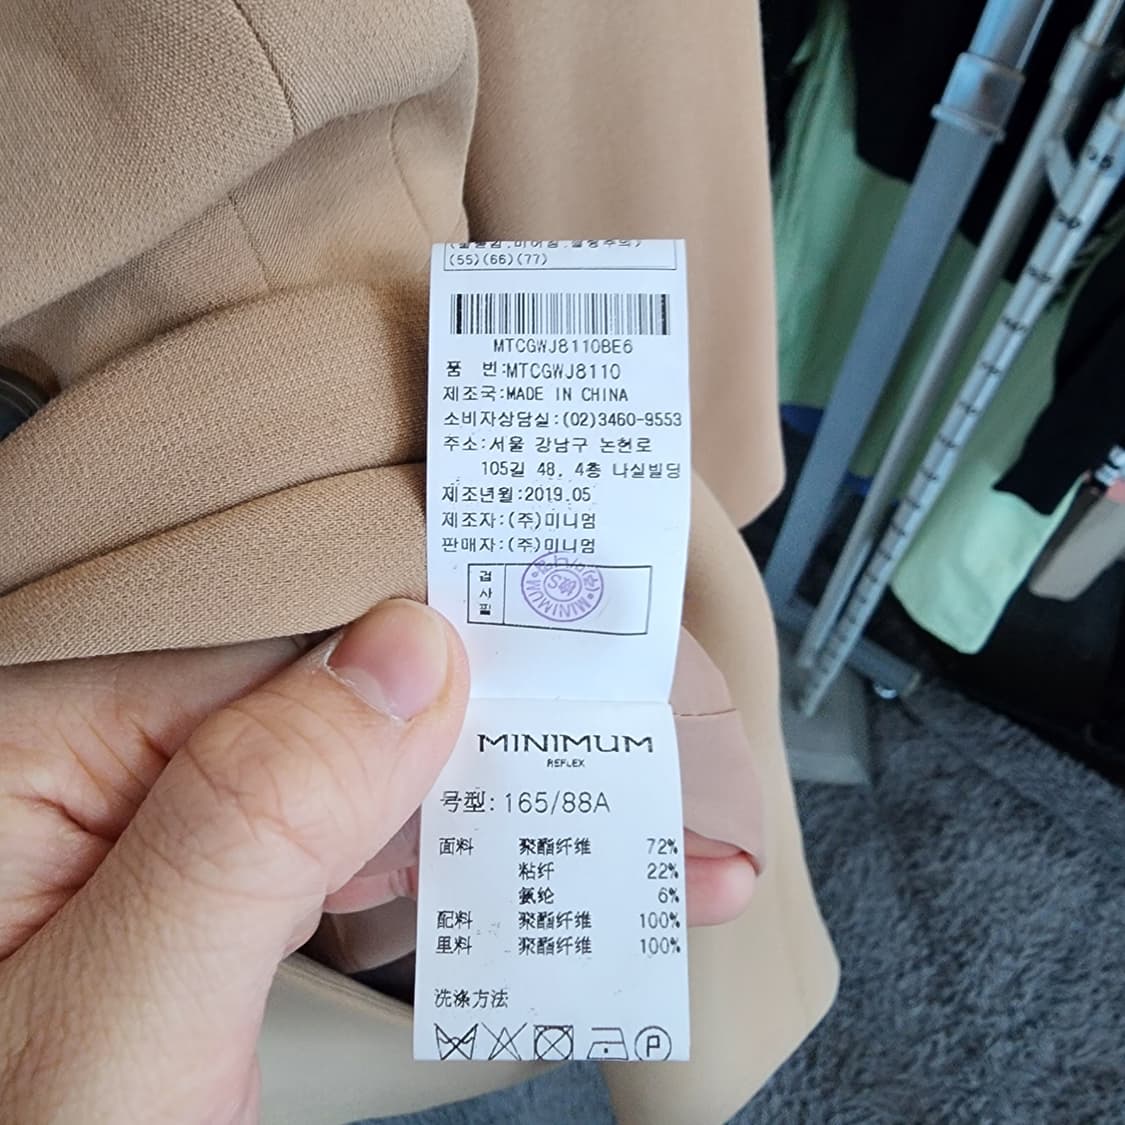 (55)(66)(77)
MTCGWJ8110BE6
품 번:MTCGWJ8110
제조국:MADE IN CHINA
소비자상담실:(02)3460-9553
주소:서울 강남구 논현로
105길 48, 4층 나실빌딩
제조년월:2019.05
제조자:(주)미니멈
판매자:(주)미니멈
검사필
MINIMUM
MINIMUM
REFLEX
号型: 165/88A
面料 聚酯纤维 72%
粘纤 22%
氨纶 6%
配料 聚酯纤维 100%
里料 聚酯纤维 100%
洗涤方法
P